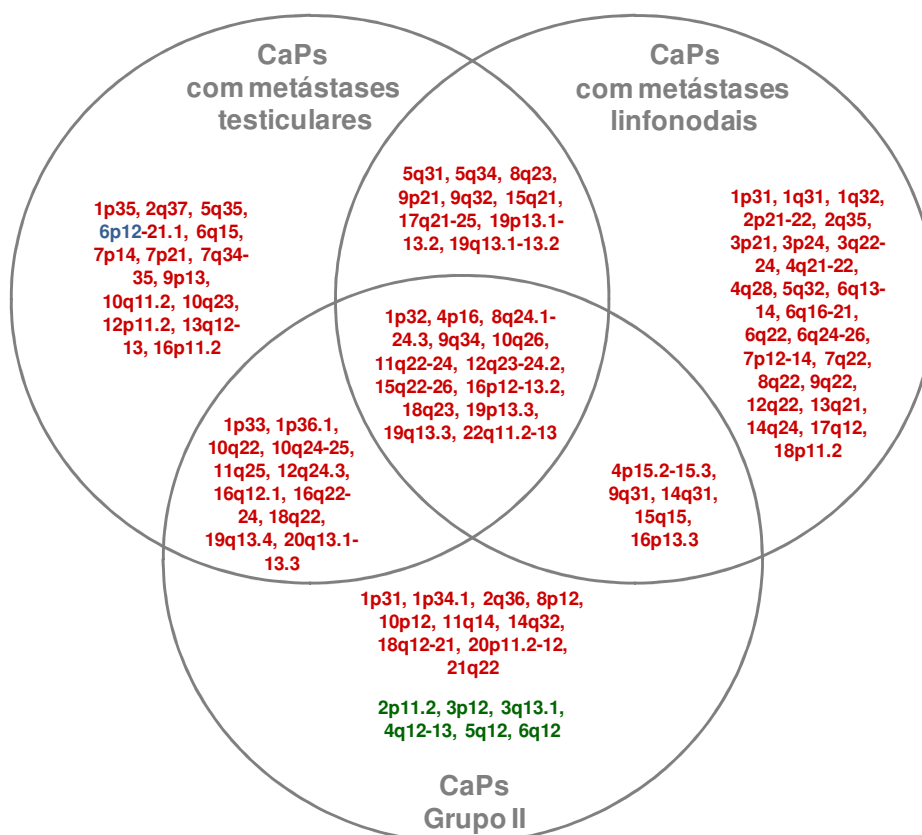 CaPs
com metástases
testiculares
CaPs
com metástases
linfonodais
1p35, 2q37, 5q35,
6p12-21.1, 6q15,
7p14, 7p21, 7q34-
35, 9p13,
10q11.2, 10q23,
12p11.2, 13q12-
13, 16p11.2
5q31, 5q34, 8q23,
9p21, 9q32, 15q21,
17q21-25, 19p13.1-
13.2, 19q13.1-13.2
1p31, 1q31, 1q32,
2p21-22, 2q35,
3p21, 3p24, 3q22-
24, 4q21-22,
4q28, 5q32, 6q13-
14, 6q16-21,
6q22, 6q24-26,
7p12-14, 7q22,
8q22, 9q22,
12q22, 13q21,
14q24, 17q12,
18p11.2
1p32, 4p16, 8q24.1-
24.3, 9q34, 10q26,
11q22-24, 12q23-24.2,
15q22-26, 16p12-13.2,
18q23, 19p13.3,
19q13.3, 22q11.2-13
1p33, 1p36.1,
10q22, 10q24-25,
11q25, 12q24.3,
16q12.1, 16q22-
24, 18q22,
19q13.4, 20q13.1-
13.3
4p15.2-15.3,
9q31, 14q31,
15q15,
16p13.3
1p31, 1p34.1, 2q36, 8p12,
10p12, 11q14, 14q32,
18q12-21, 20p11.2-12,
21q22
2p11.2, 3p12, 3q13.1,
4q12-13, 5q12, 6q12
CaPs
Grupo II